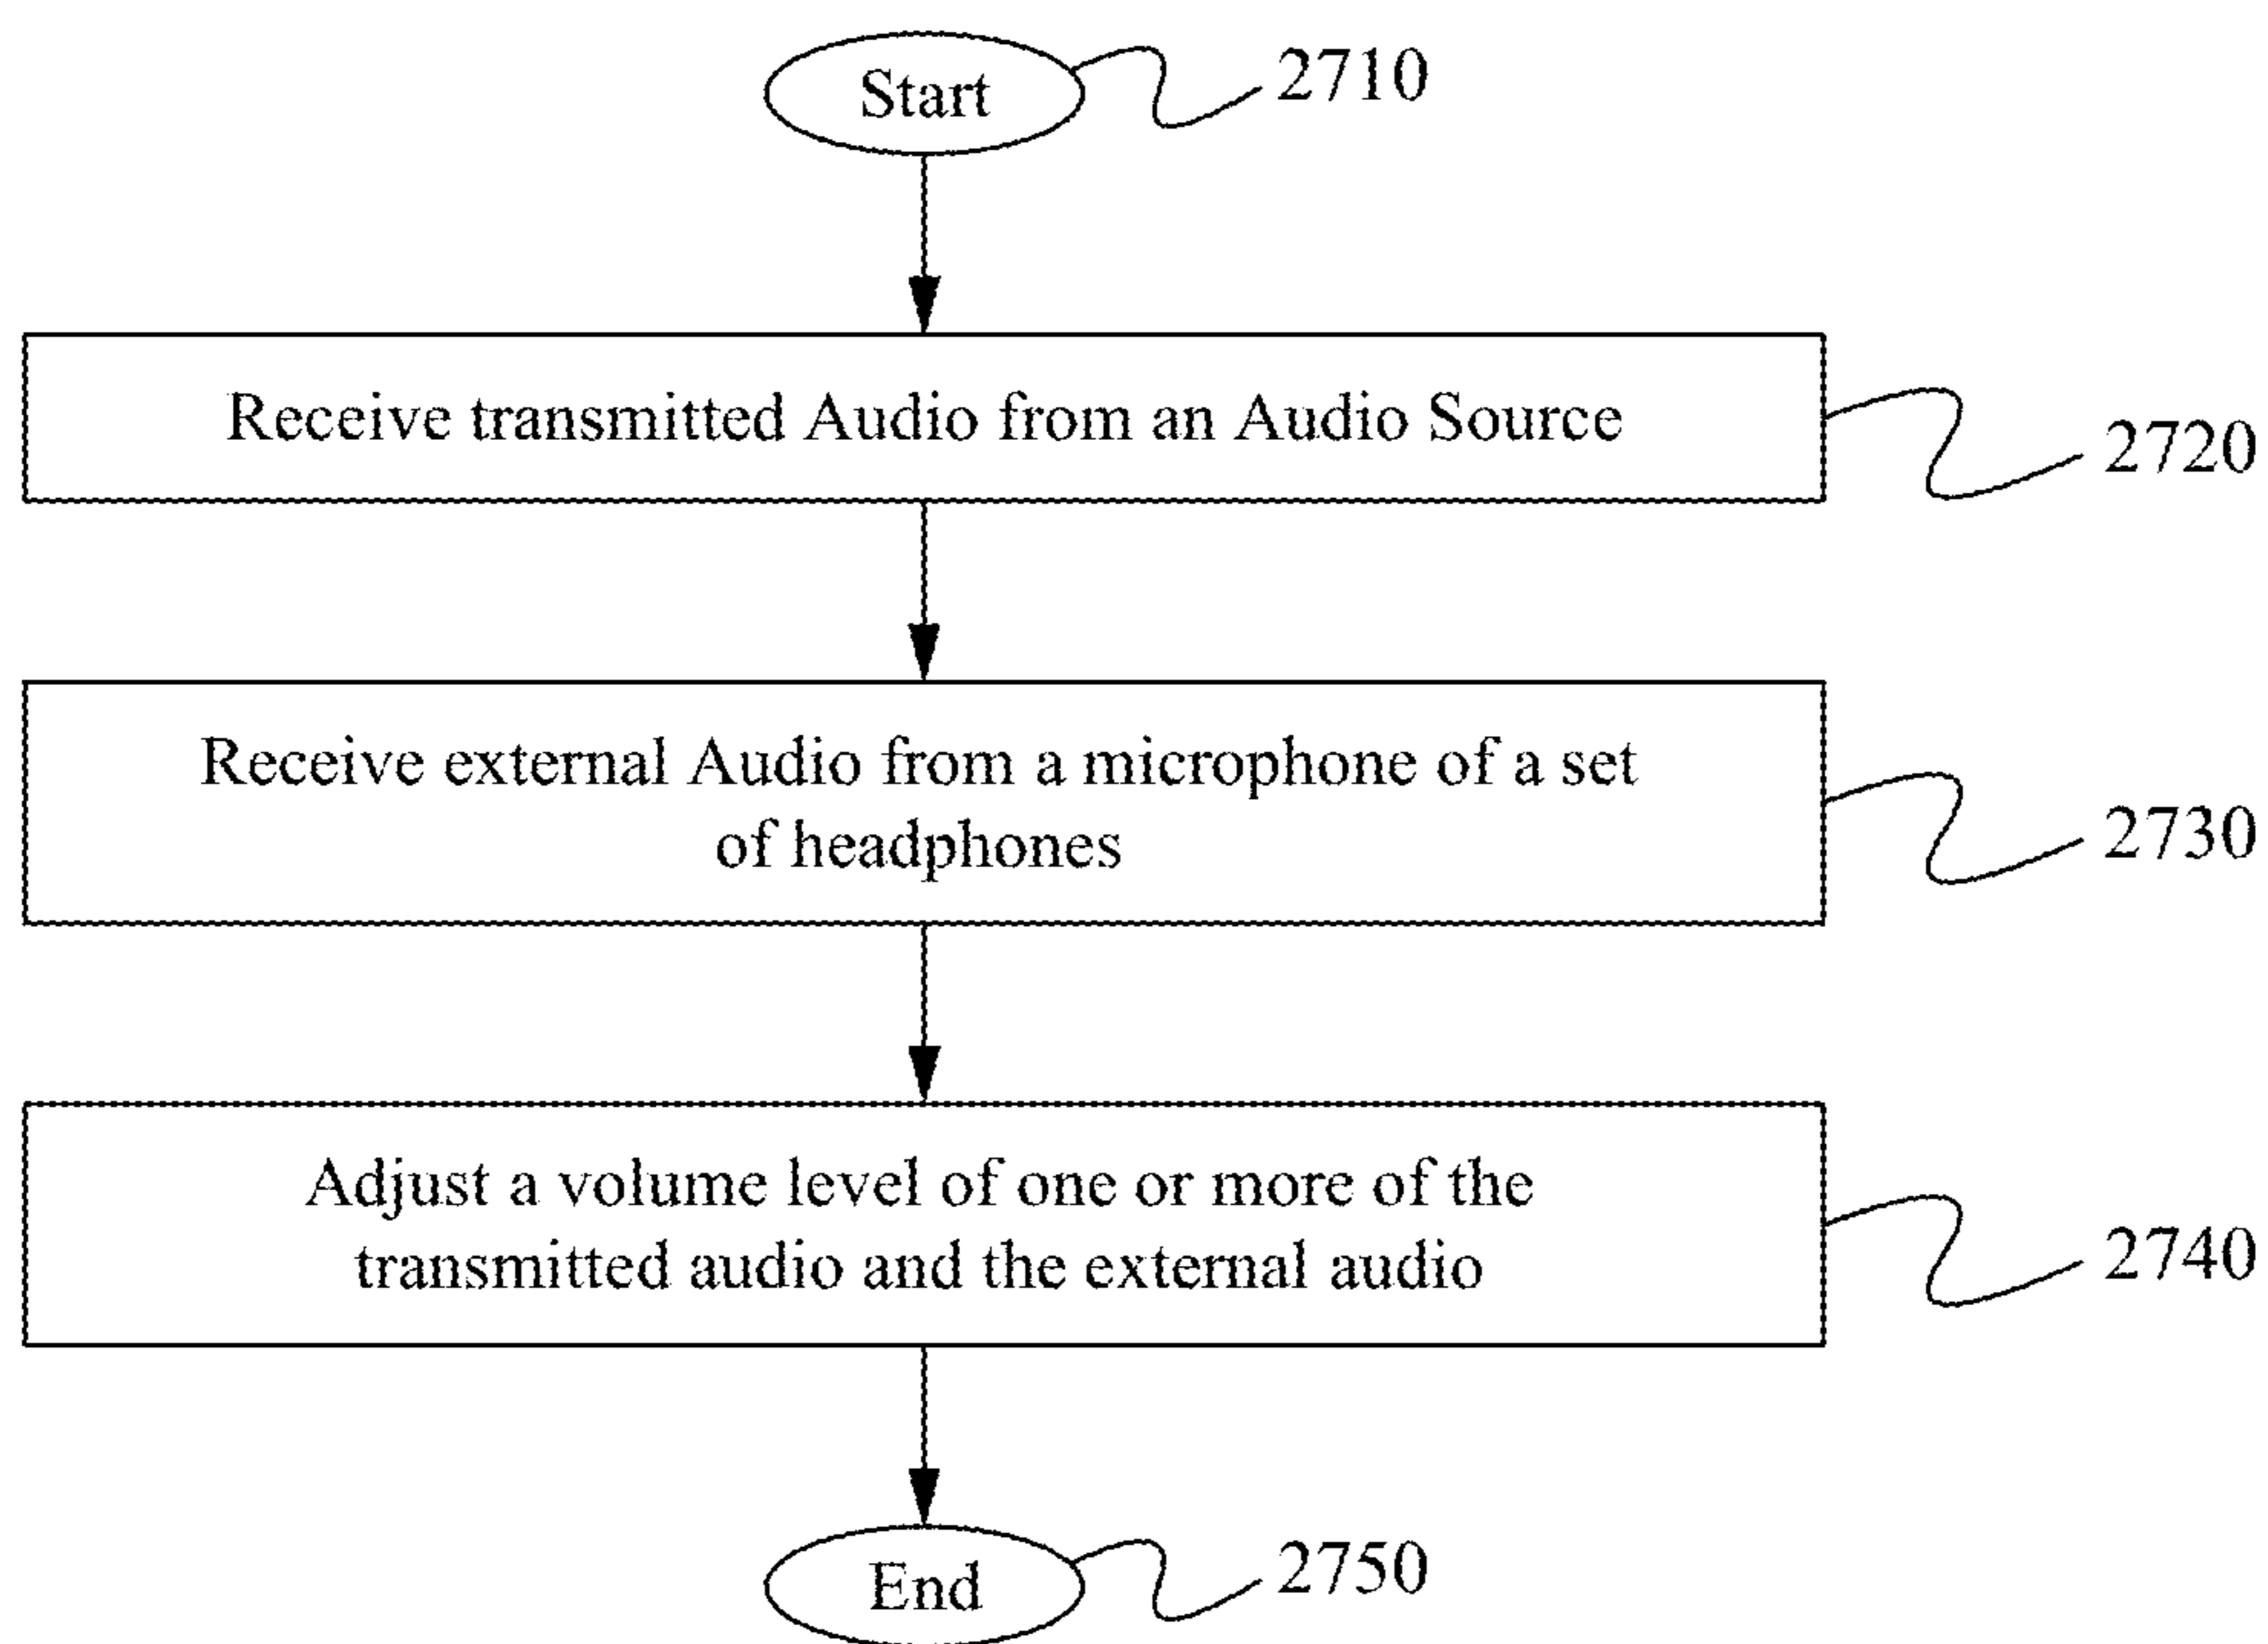 Start
2710
Receive transmitted Audio from an Audio Source
2720
Receive external Audio from a microphone of a set
of headphones
2730
Adjust a volume level of one or more of the
transmitted audio and the external audio
2740
End
2750